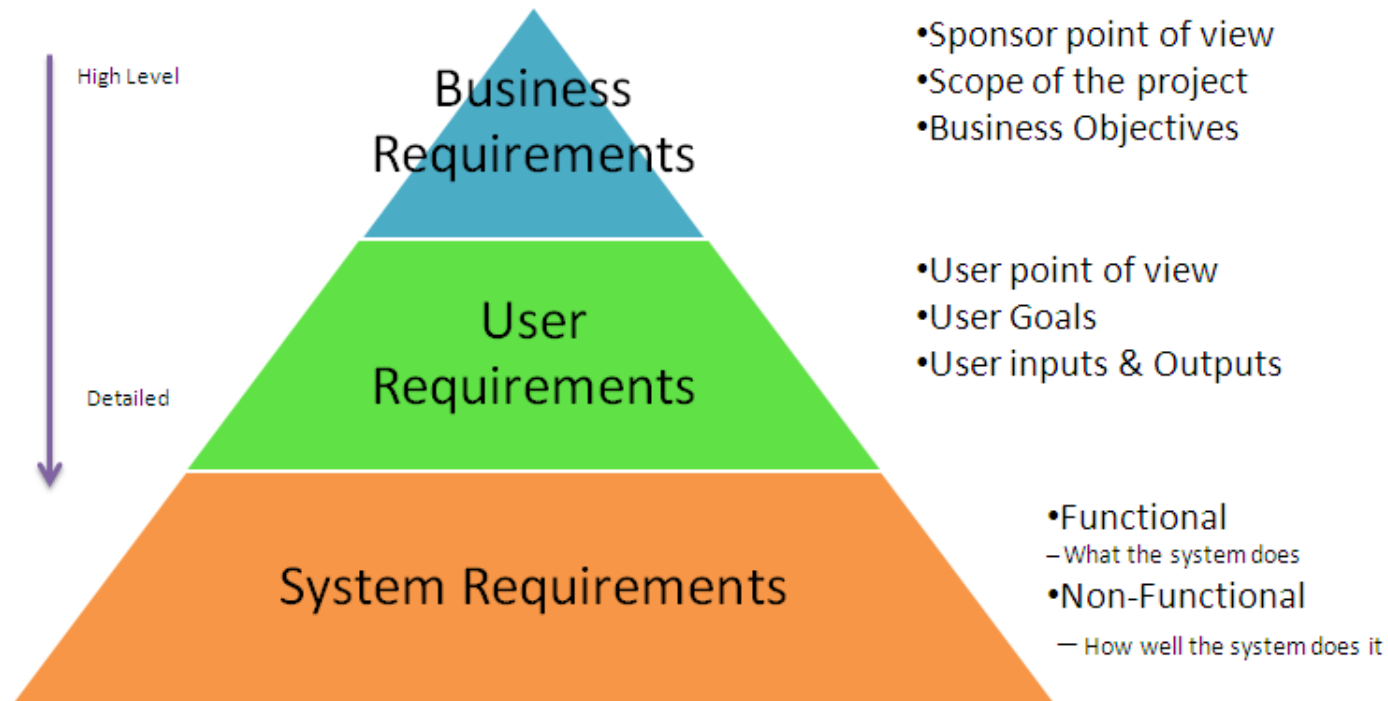 High Level
Detailed
Business
Requirements
•Sponsor point of view
•Scope of the project
•Business Objectives
User
Requirements
•User point of view
•User Goals
•User inputs & Outputs
System Requirements
•Functional
–What the system does
•Non-Functional
— How well the system does it